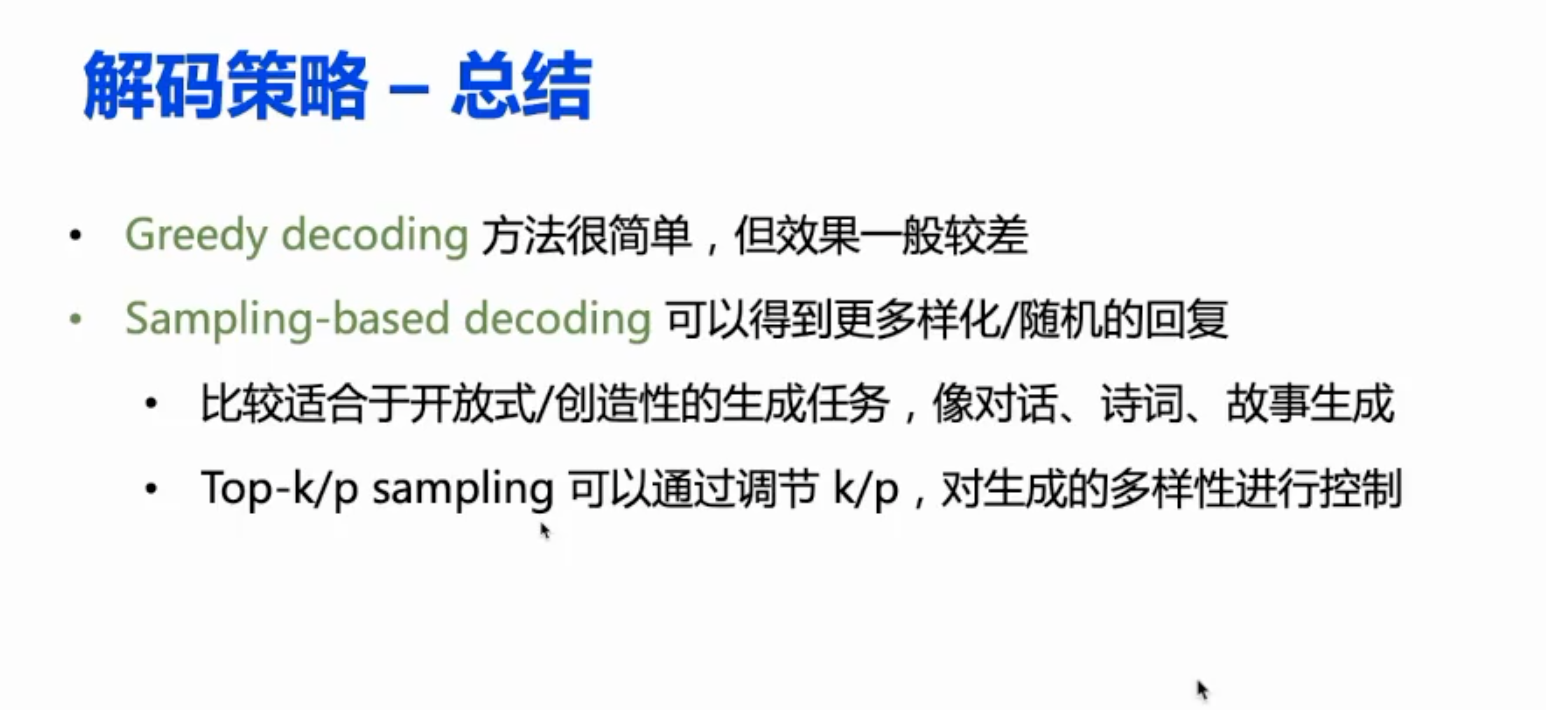 解码策略 – 总结
• Greedy decoding 方法很简单，但效果一般较差
• Sampling-based decoding 可以得到更多样化/随机的回复
• 比较适合于开放式/创造性的生成任务，像对话、诗词、故事生成
• Top-k/p sampling 可以通过调节 k/p，对生成的多样性进行控制